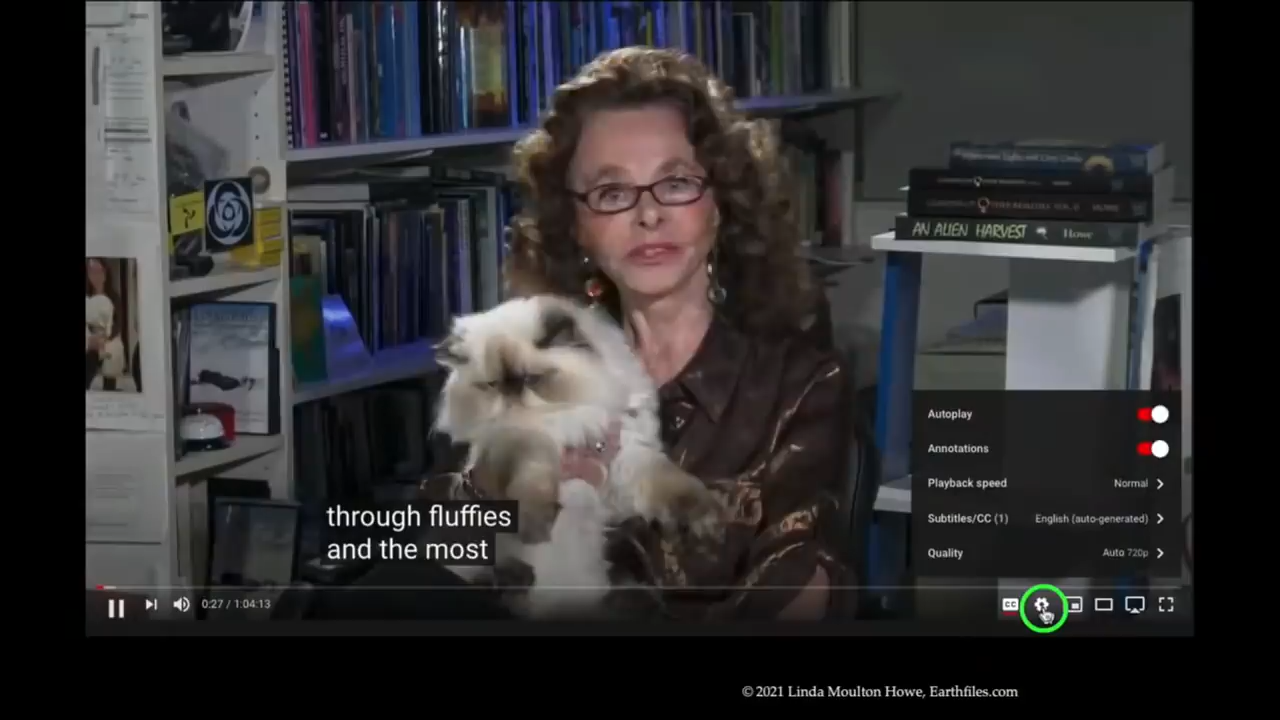 AN ALIEN HARVEST Howe
Autoplay
Annotations
Playback speed Normal
Subtitles/CC (1) English (auto-generated)
Quality Auto 720p
through fluffies
and the most
0:27 / 1:04:13
CC
© 2021 Linda Moulton Howe, Earthfiles.com